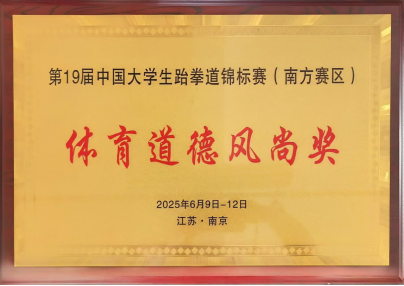 第19届中国大学生跆拳道锦标赛（南方赛区）
体育道德风尚奖
2025年6月9日-12日
江苏·南京